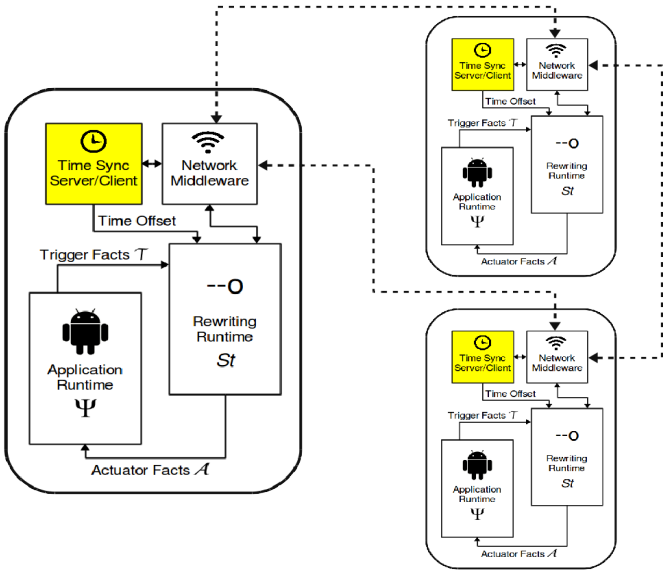 Time Sync
Server/Client
Network
Middleware
Time Offset
Trigger Facts T
--o
Rewriting
Runtime
St
Application
Runtime
Ψ
Actuator Facts A
Time Sync
Server/Client
Network
Middleware
Time Offset
Trigger Facts T
--o
Rewriting
Runtime
St
Application
Runtime
Ψ
Actuator Facts A
Time Sync
Server/Client
Network
Middleware
Time Offset
Trigger Facts T
--o
Rewriting
Runtime
St
Application
Runtime
Ψ
Actuator Facts A